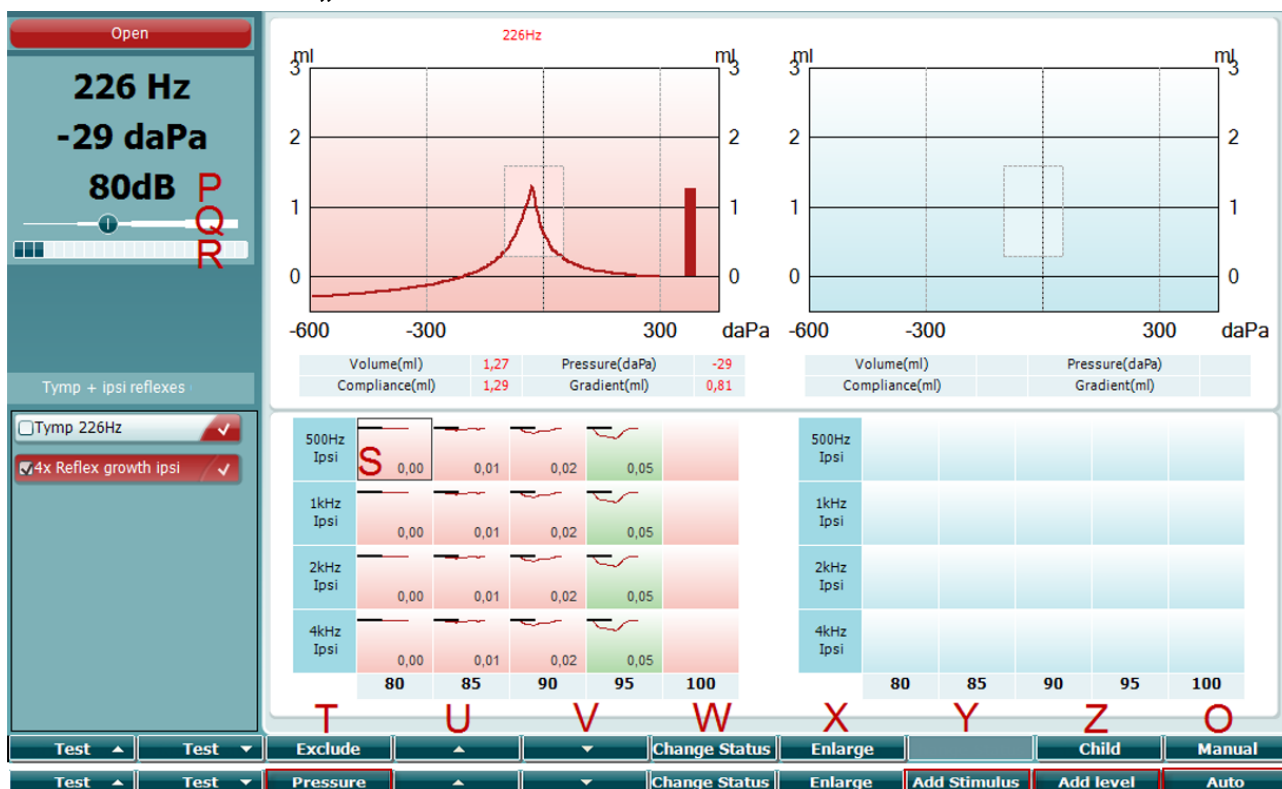 „
Open
226 Hz
-29 daPa
80dB P
Q
R
Tymp + ipsi reflexes
Tymp 226Hz
4x Reflex growth ipsi
226Hz
ml ml
3 3
2 2
1 1
0 0
-600 -300 300 daPa
Volume(ml) 1,27 Pressure(daPa) -29
Compliance(ml) 1,29 Gradient(ml) 0,81
ml ml
3 3
2 2
1 1
0 0
-600 -300 300 daPa
Volume(ml) Pressure(daPa)
Compliance(ml) Gradient(ml)
500Hz
Ipsi S 0,00 0,01 0,02 0,05
1kHz
Ipsi 0,00 0,01 0,02 0,05
2kHz
Ipsi 0,00 0,01 0,02 0,05
4kHz
Ipsi 0,00 0,01 0,02 0,05
80 85 90 95 100
500Hz
Ipsi
1kHz
Ipsi
2kHz
Ipsi
4kHz
Ipsi
80 85 90 95 100
T U V W X Y Z O
Test ▲ Test ▼ Exclude ▲ ▼ Change Status Enlarge Child Manual
Test ▲ Test ▼ Pressure ▲ ▼ Change Status Enlarge Add Stimulus Add level Auto